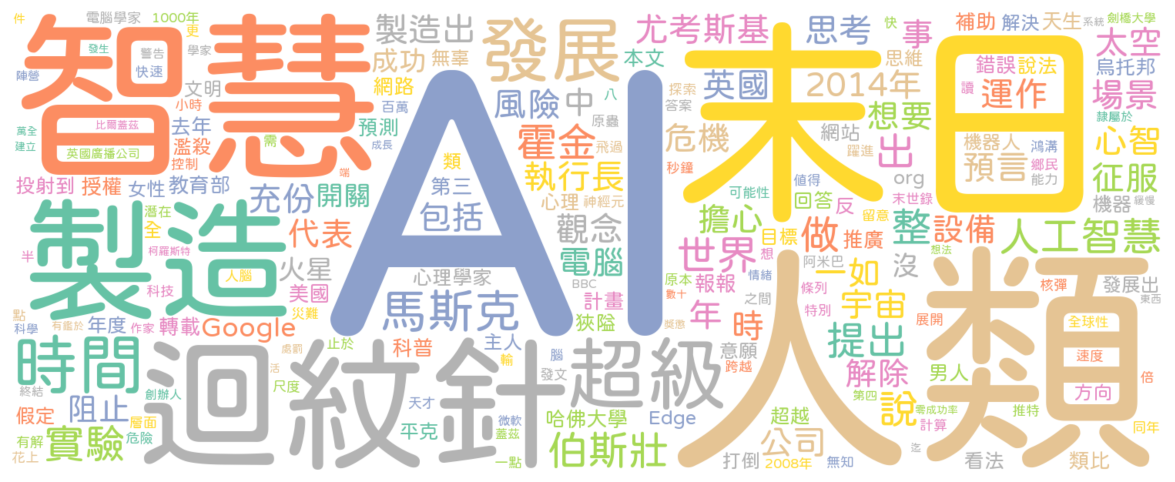 智慧
AI
末日
人類
製造
迴紋針
超級
發展
時間
馬斯克
人工智慧
世界
尤考斯基
思考
事
製造出
成功
無辜
本文
英國
2014年
補助
解決
天生
系統
劍橋大學
快
件
電腦學家
1000年
更
發生
學家
陣營
警告
快速
文明
網路
小時
百萬
風險
中
八
原蟲
探索
答案
思維
太空
烏托邦
錯誤
說法
讀
運作
場景
隸屬於
想要
危機
網站
躍進
出
機器人
鴻溝
鄉民
能力
預言
心智
征服
機器
緩慢
萬全
建立
比爾蓋茲
英國廣播公司
去年
濫殺
控制
需
預測
成長
類
霍金
飛過
執行長
秒鐘
org
末世錄
可能性
值得
回答
反
留意
投射到
授權
女性
教育部
充份
開關
端
第三
包括
心理
神經元
觀念
擔心
目標
做
推廣
整
設備
想法
潛在
全
代表
柯羅斯特
半
人腦
科技
火星
美國
心理學家
電腦
BBC
計畫
原本
數十
報報
想
情緒
阿米巴
一如
沒
宇宙
條列
特別
之間
年
時
核彈
發展出
東西
點
科學
有鑑於
年度
作家
轉載
災難
Google
止於
科普
主人
狹隘
輸
獎懲
意願
跨越
提出
解除
展開
全球性
速度
方向
倍
男人
終結
創辦人
處罰
活
尺度
腦
發文
阻止
假定
層面
有解
危險
花上
實驗
天才
平克
微軟
蓋茲
一點
哈佛大學
Edge
伯斯壯
超越
公司
說
第四
零成功率
計算
推特
同年
打倒
2008年
無知
迄
看法
類比